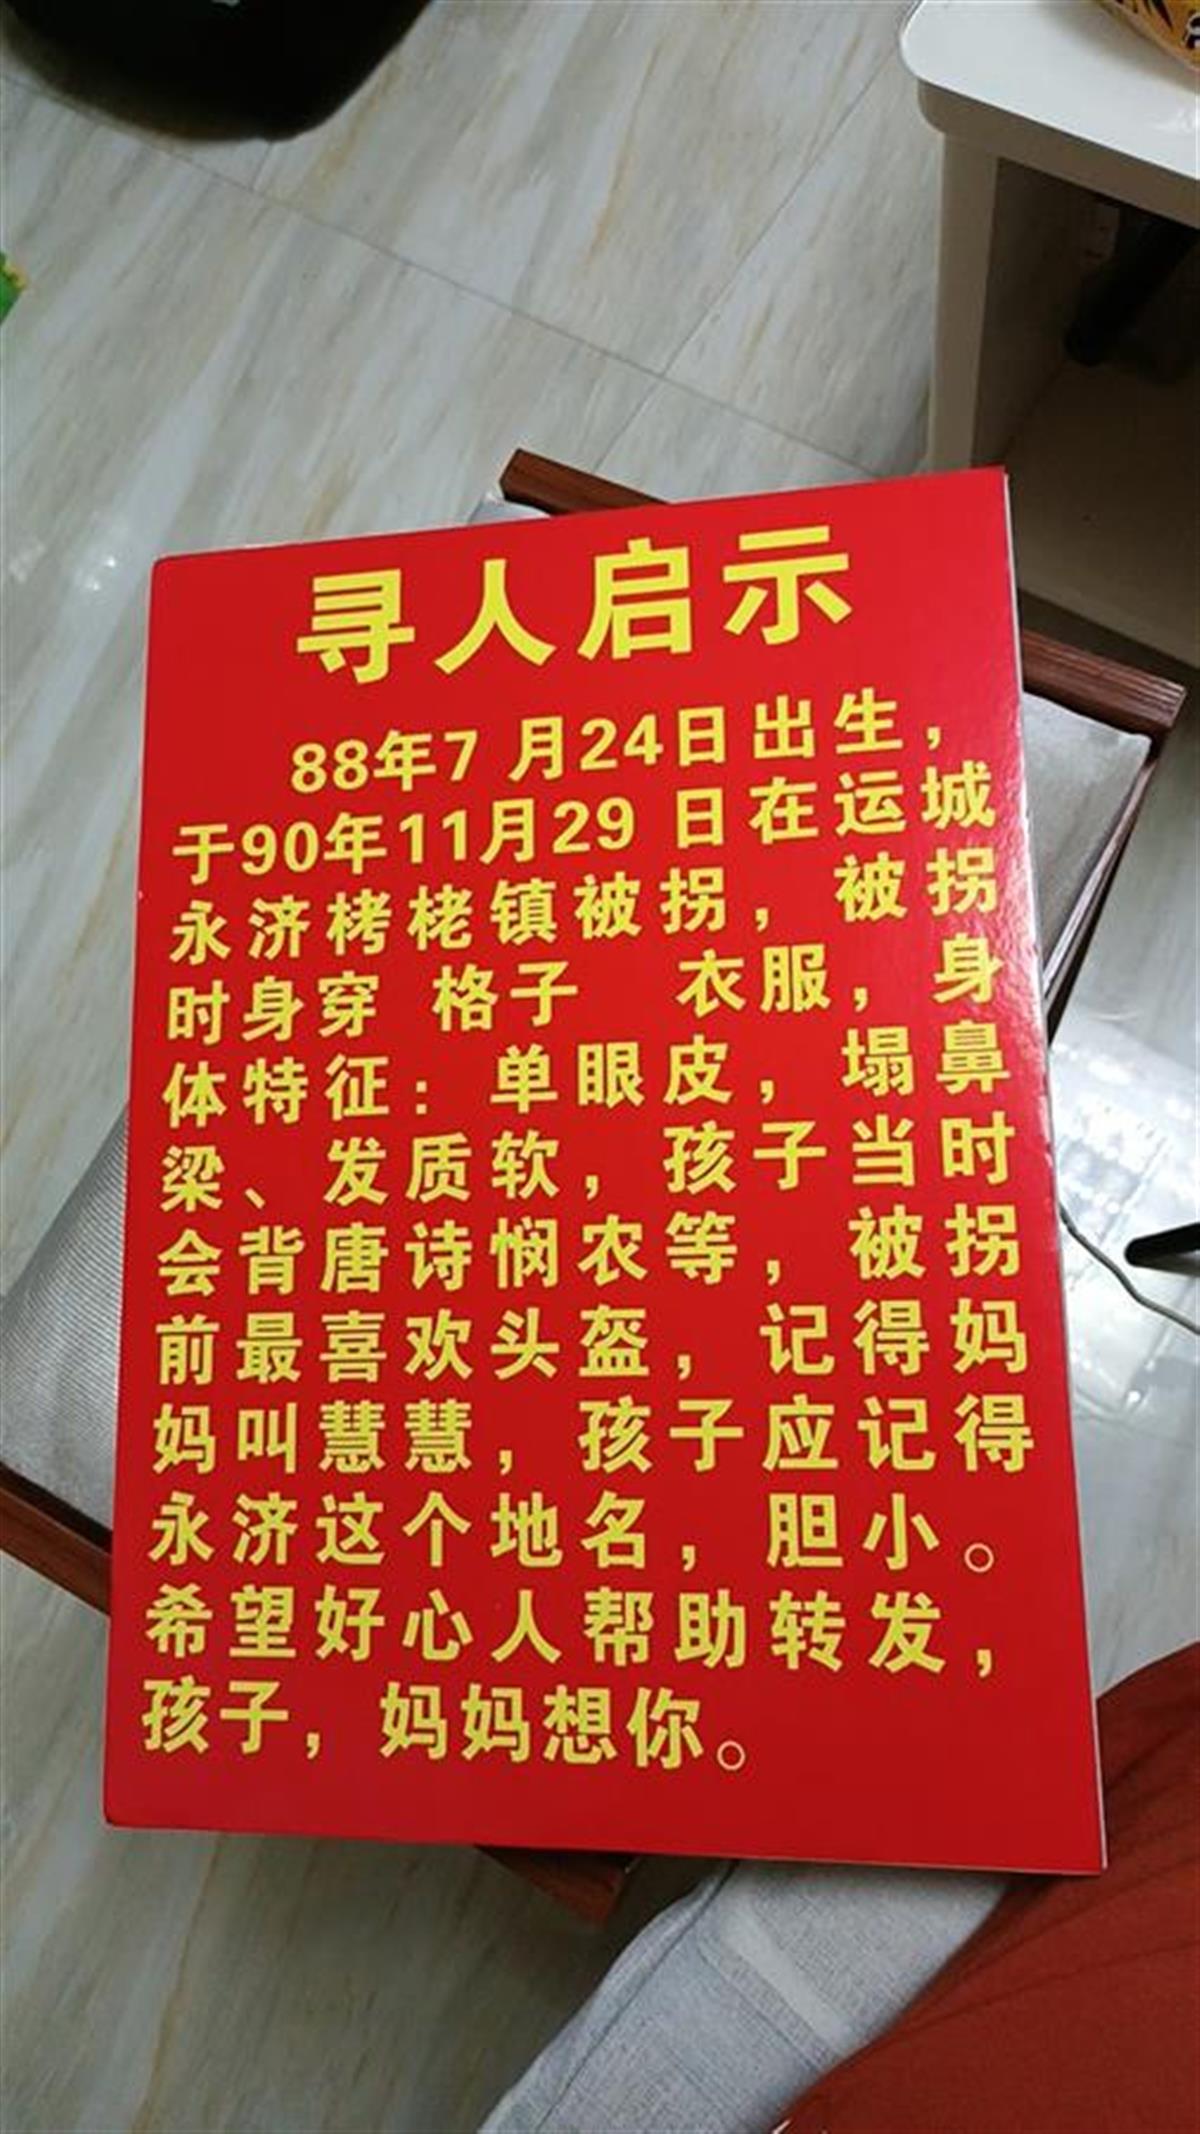 寻人启示
88年7月24日出生，
于90年11月29日在运城
永济栲栳镇被拐，被拐
时身穿 格子 衣服，身
体特征：单眼皮，塌鼻
梁、发质软，孩子当时
会背唐诗悯农等，被拐
前最喜欢头盔，记得妈
妈叫慧慧，孩子应记得
永济这个地名，胆小。
希望好心人帮助转发，
孩子，妈妈想你。